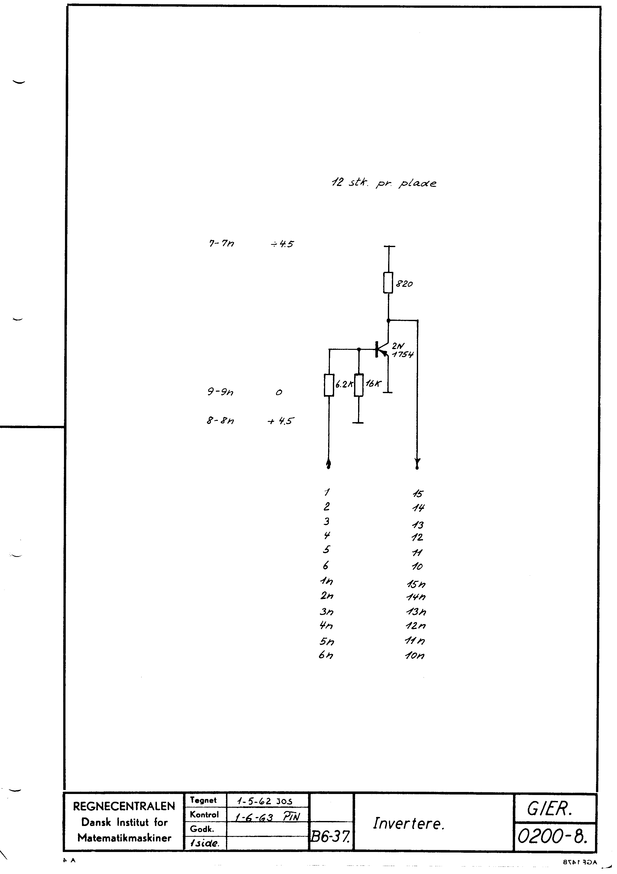 12 stk. pr. plade
7-7n ÷4.5
820
2N
1754
6.2K 16K
9-9n 0
8-8n +4.5
1 15
2 14
3 13
4 12
5 11
6 10
1n 15n
2n 14n
3n 13n
4n 12n
5n 11n
6n 10n
REGNECENTRALEN
Dansk Institut for
Matematikmaskiner
Tegnet 1-5-62 JOS
Kontrol 1-6-63 PIN
Godk.
1 side.
B6-37.
Invertere.
GIER.
0200-8.
A 4
AGF 1478